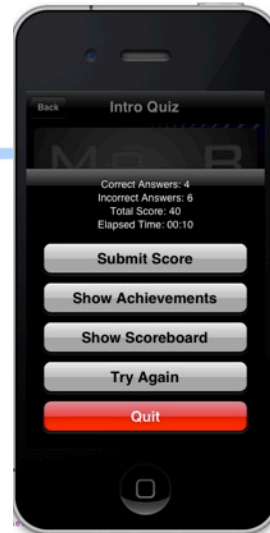 Back
Intro Quiz
Correct Answers: 4
Incorrect Answers: 6
Total Score: 40
Elapsed Time: 00:10
Submit Score
Show Achievements
Show Scoreboard
Try Again
Quit